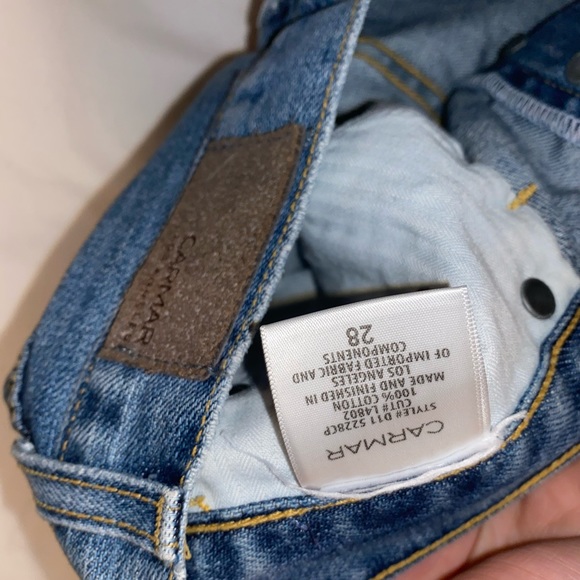 CARMAR
CARMAR
STYLE# D11 5228CP
CUT# L4802
100% COTTON
MADE AND FINISHED IN
LOS ANGELES
OF IMPORTED FABRIC AND
COMPONENTS
28